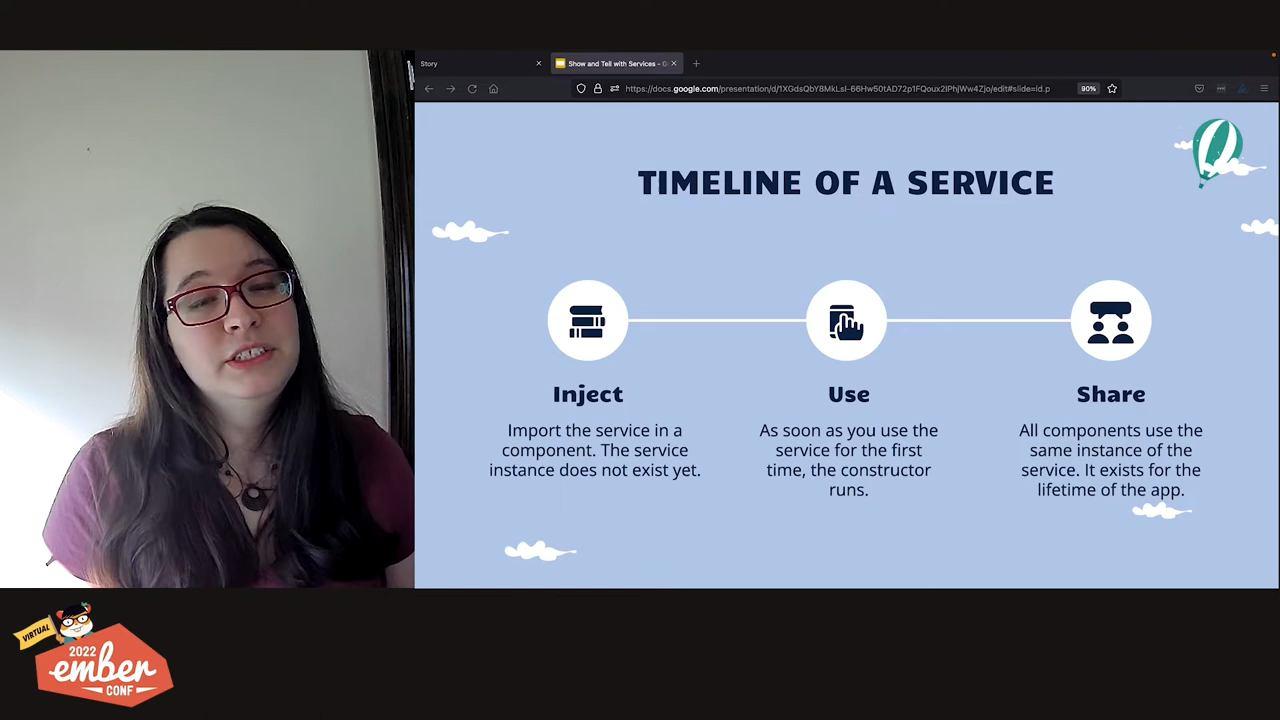 Story
Show and Tell with Services - G
https://docs.google.com/presentation/d/1XGdsQbY8MkLsI-66Hw50tAD72p1FQoux2IPhjWw4Zjo/edit#slide=id.p
90%
TIMELINE OF A SERVICE
Inject
Import the service in a
component. The service
instance does not exist yet.
Use
As soon as you use the
service for the first
time, the constructor
runs.
Share
All components use the
same instance of the
service. It exists for the
lifetime of the app.
VIRTUAL
2022
ember
CONF